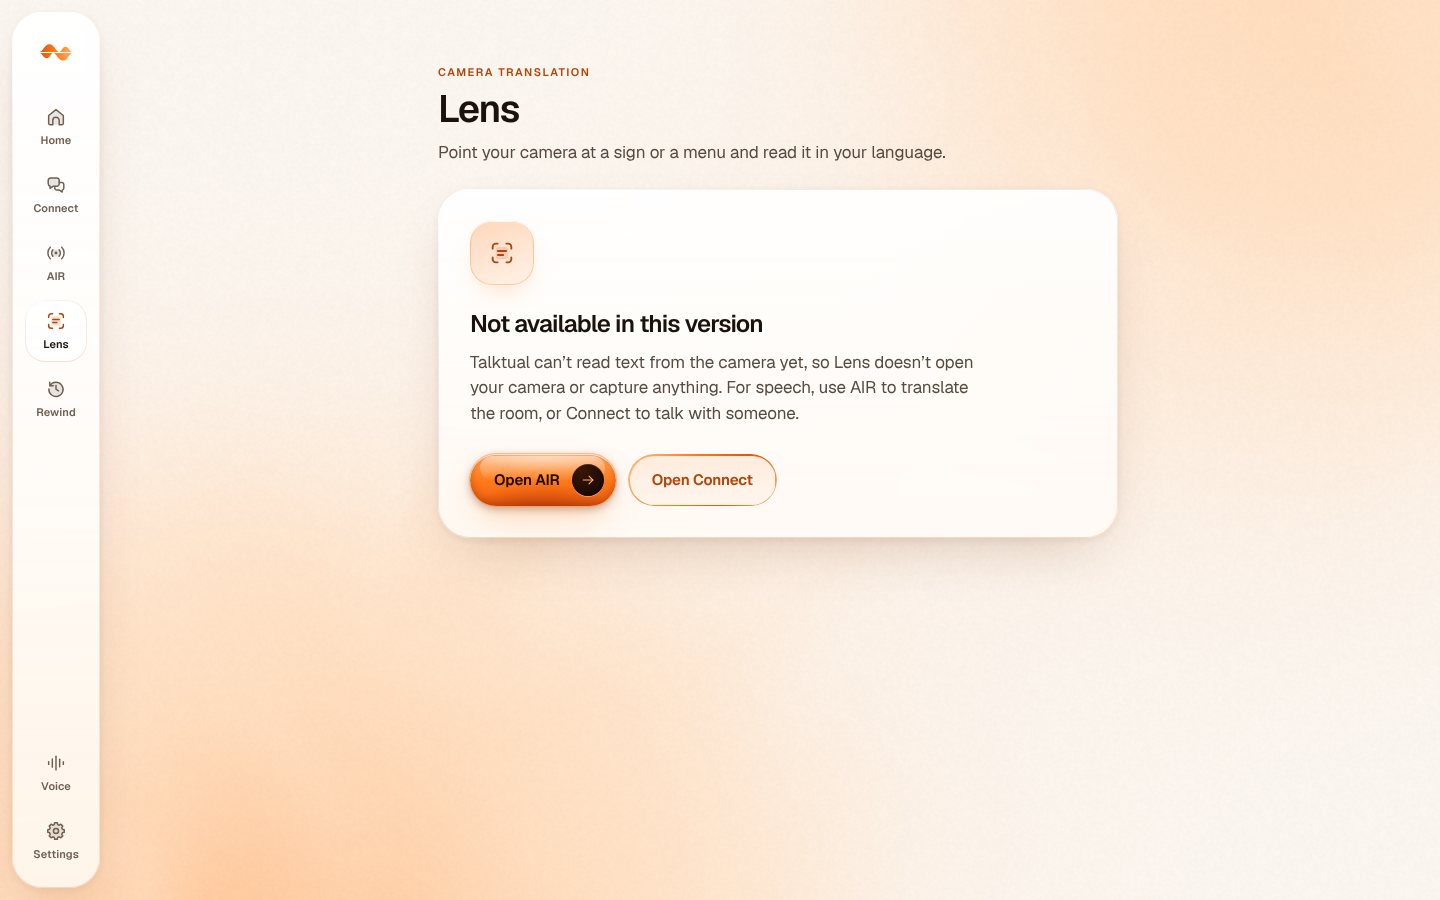 Home
Connect
AIR
Lens
Rewind
Voice
Settings
CAMERA TRANSLATION
Lens
Point your camera at a sign or a menu and read it in your language.
Not available in this version
Talktual can’t read text from the camera yet, so Lens doesn’t open
your camera or capture anything. For speech, use AIR to translate
the room, or Connect to talk with someone.
Open AIR
Open Connect